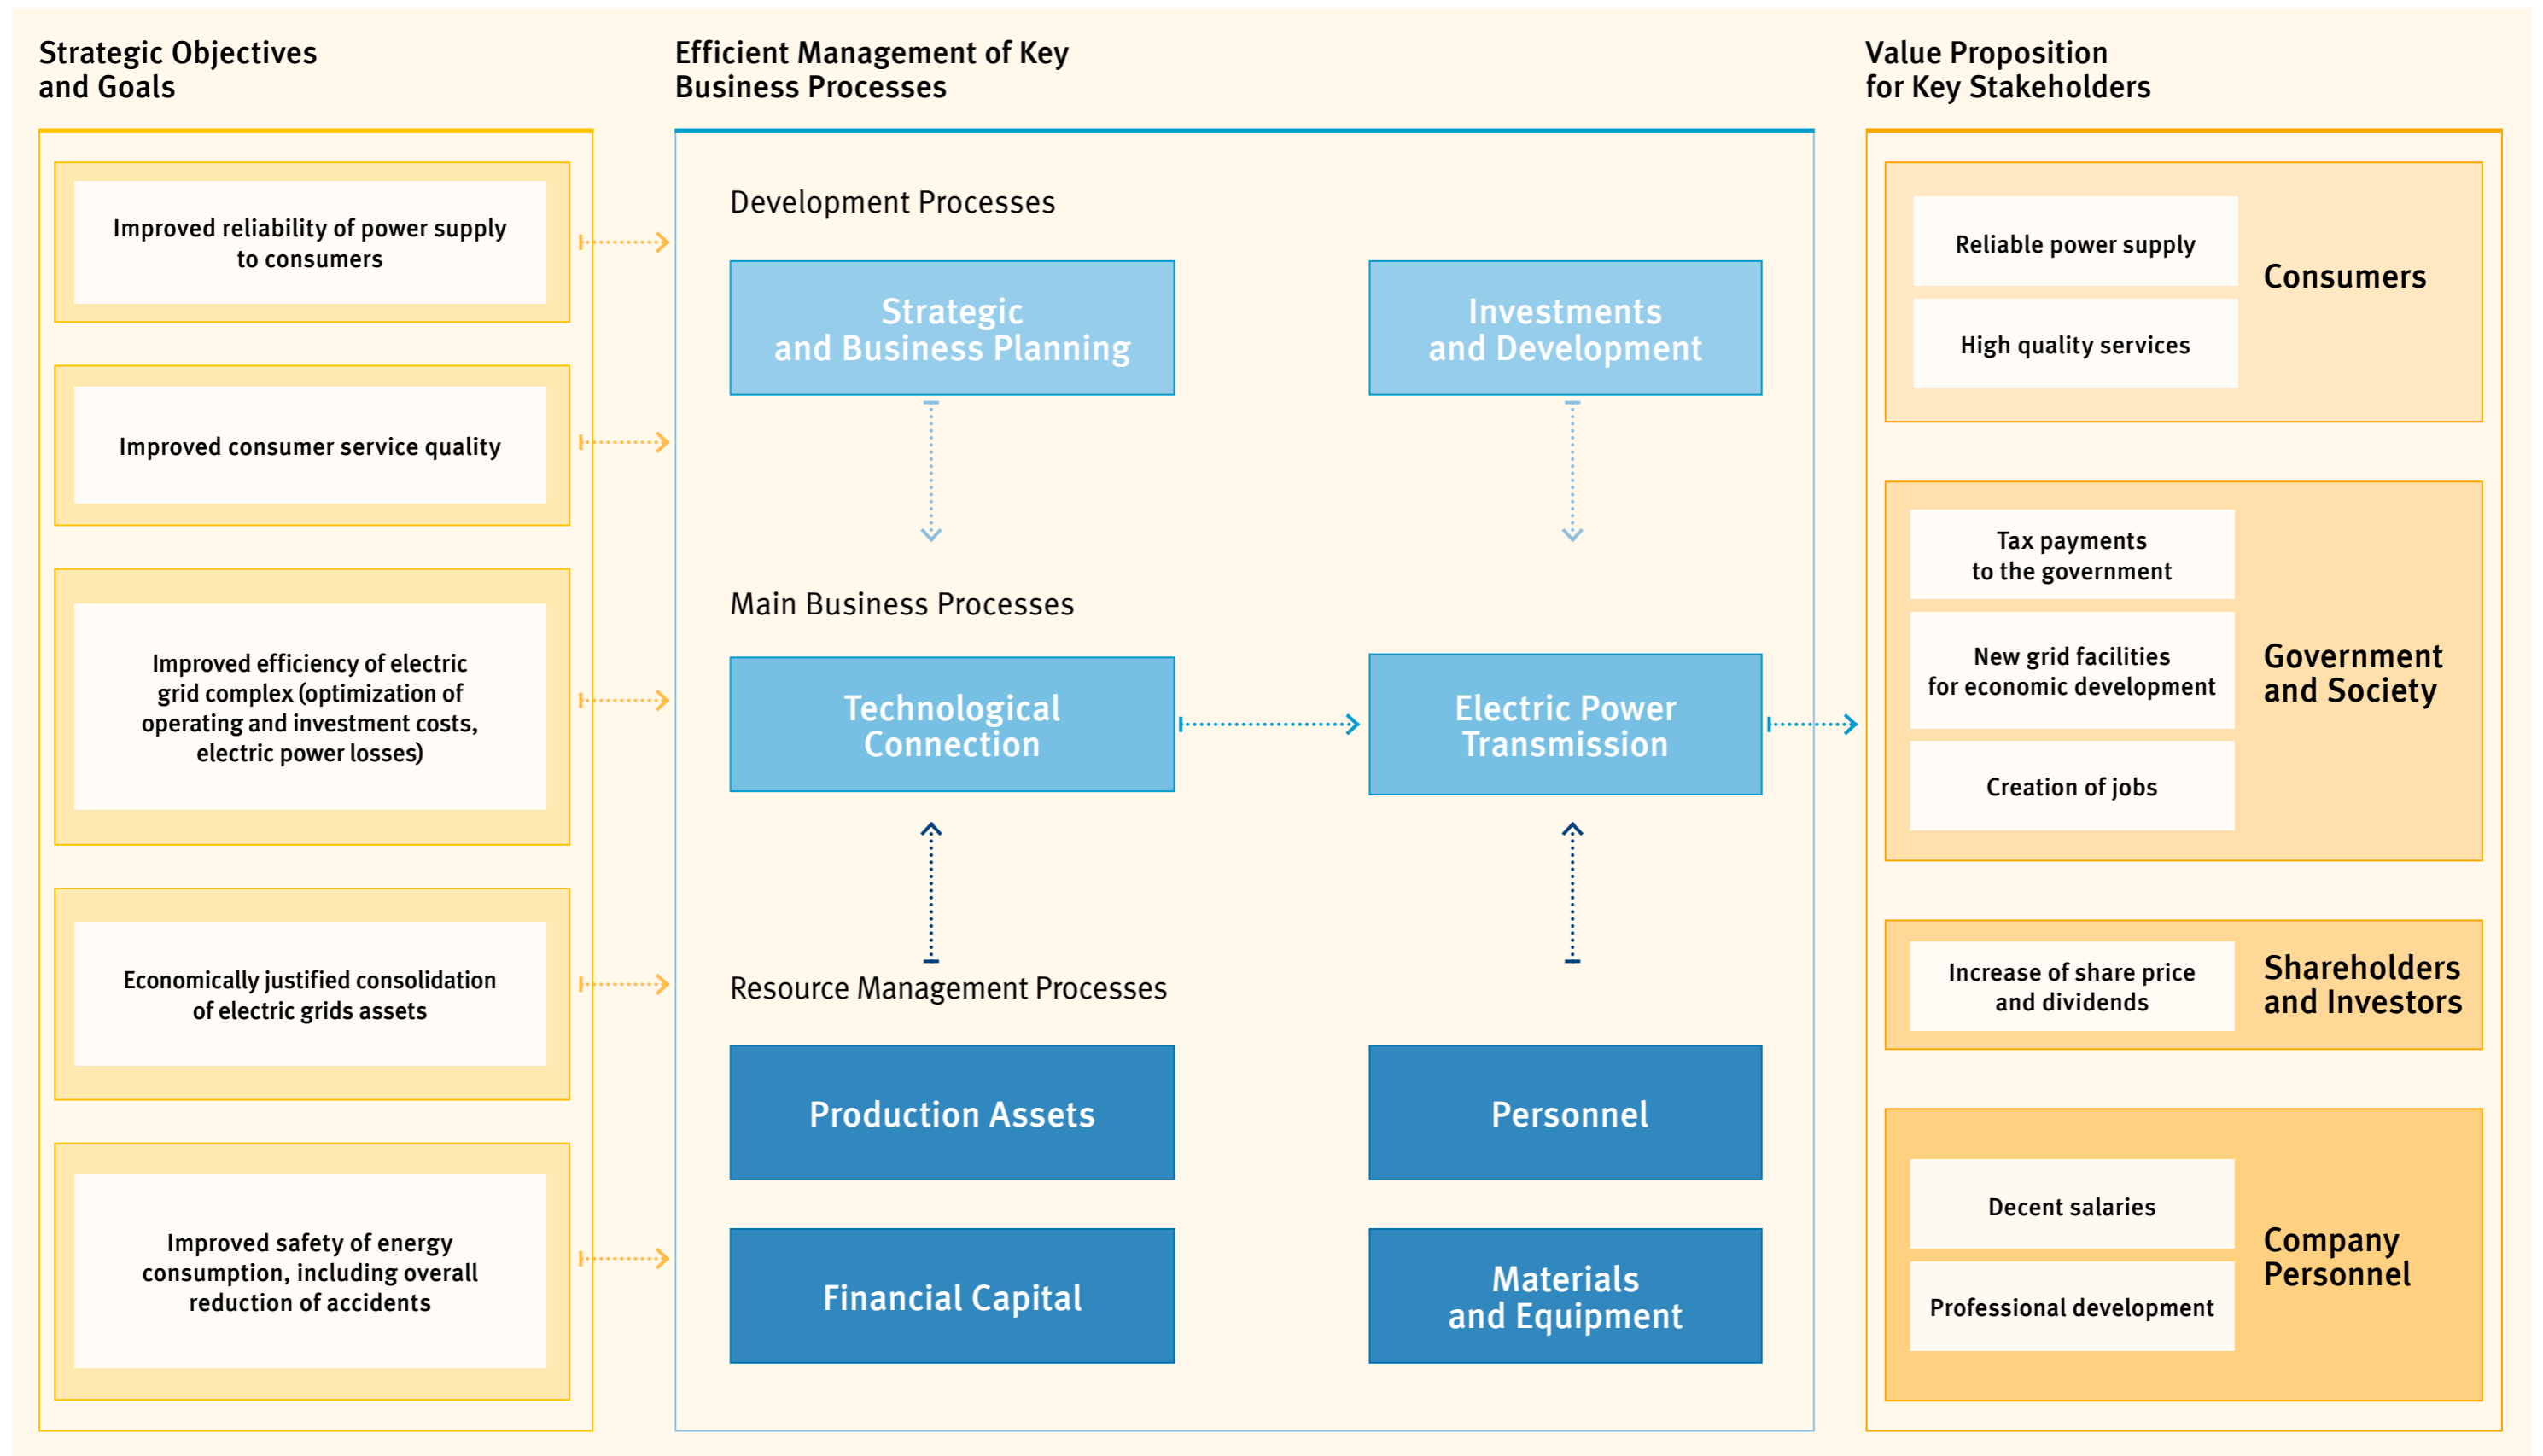 Strategic Objectives
and Goals
Improved reliability of power supply
to consumers
Improved consumer service quality
Improved efficiency of electric
grid complex (optimization of
operating and investment costs,
electric power losses)
Economically justified consolidation
of electric grids assets
Improved safety of energy
consumption, including overall
reduction of accidents
Efficient Management of Key
Business Processes
Development Processes
Strategic
and Business Planning
Investments
and Development
Main Business Processes
Technological
Connection
Electric Power
Transmission
Resource Management Processes
Production Assets
Personnel
Financial Capital
Materials
and Equipment
Value Proposition
for Key Stakeholders
Reliable power supply
High quality services
Consumers
Tax payments
to the government
New grid facilities
for economic development
Creation of jobs
Government
and Society
Increase of share price
and dividends
Shareholders
and Investors
Decent salaries
Professional development
Company
Personnel